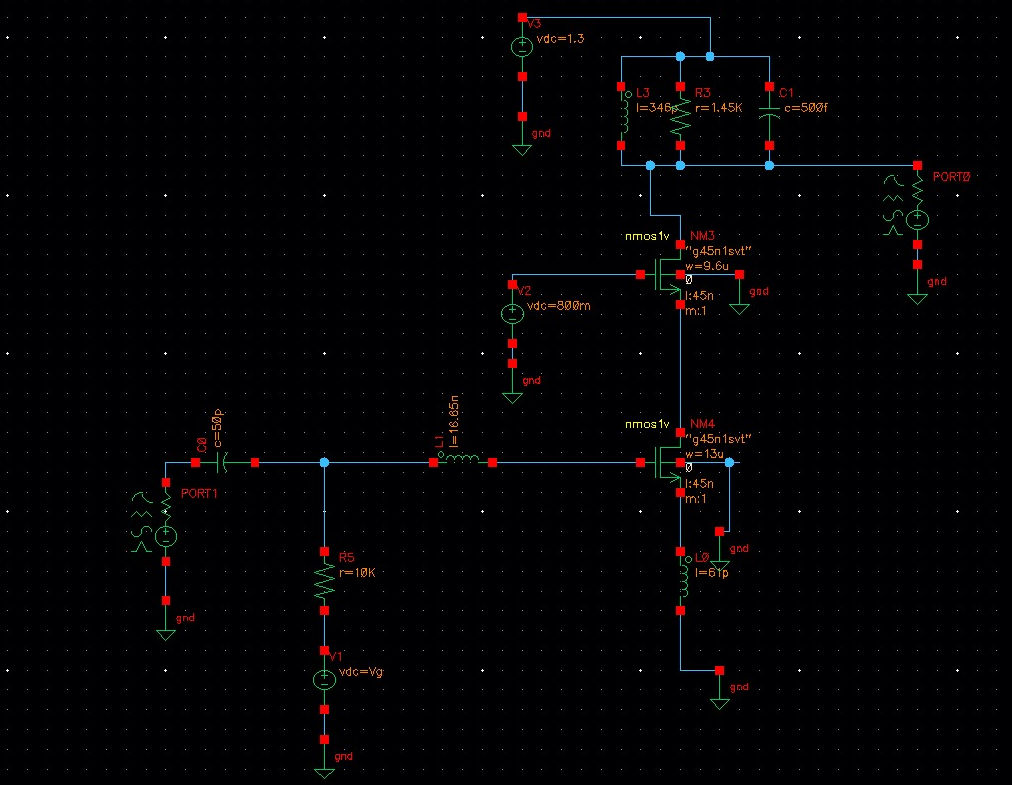 V3
vdc=1.3
gnd
L3
l=346p
R3
r=1.45K
C1
c=500f
PORT0
gnd
nmos1v
NM3
"g45n1svt"
w=9.6u
0
l:45n
m:1
gnd
V2
vdc=800m
gnd
nmos1v
NM4
"g45n1svt"
w=13u
0
l:45n
m:1
gnd
C0
c=50p
L1
l=16.65n
PORT1
gnd
R5
r=10K
L0
l=61p
V1
vdc=Vg
gnd
gnd